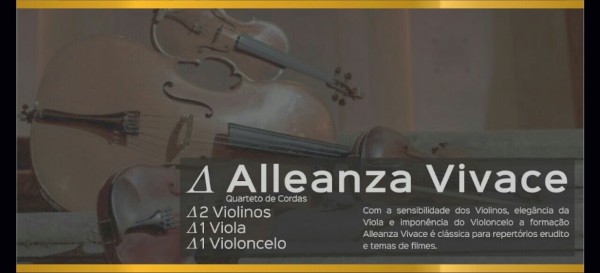 Δ Alleanza Vivace
Quarteto de Cordas
Δ2 Violinos
Δ1 Viola
Δ1 Violoncelo
Com a sensibilidade dos Violinos, elegância da
Viola e imponência do Violoncelo a formação
Alleanza Vivace é clássica para repertórios erudito
e temas de filmes.